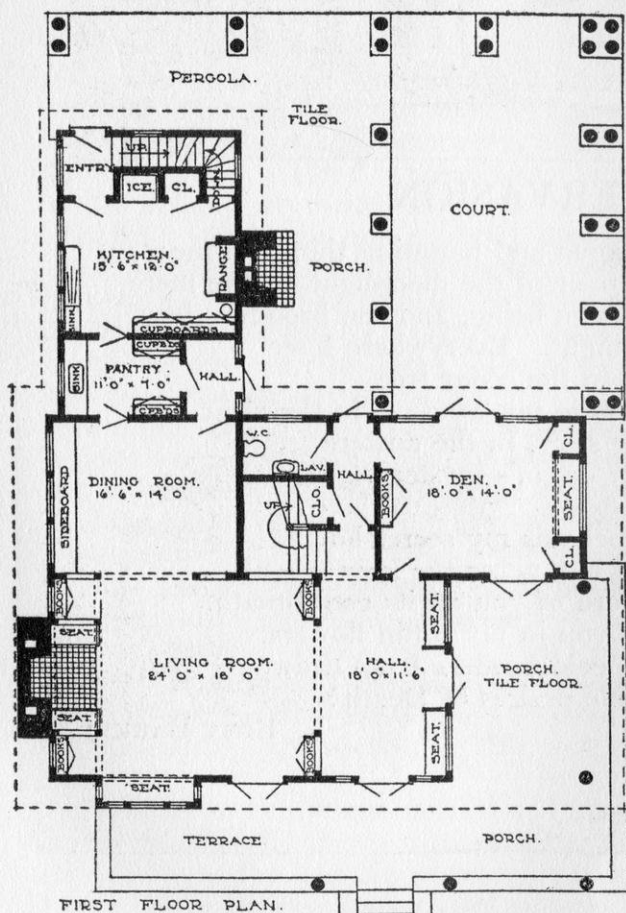 PERGOLA.
TILE
FLOOR.
UP
ENTRY
ICE.
CL.
COURT.
KITCHEN.
15'-6" × 12'-0"
RANGE
PORCH.
SINK
CUPBOARDS
CUPBDS
SINK
PANTRY.
11'-0" × 7'-0"
HALL.
CPBDS
W.C.
LAV.
HALL
CL.
DINING ROOM.
16'-6" × 14'-0"
SIDEBOARD
UP
CLO.
BOOKS
DEN.
18'-0" × 14'-0"
SEAT.
CL.
BOOKS
BOOKS
SEAT.
SEAT.
LIVING ROOM.
24'-0" × 18'-0"
HALL.
18'-0" × 11'-6"
PORCH.
TILE FLOOR.
SEAT.
SEAT.
BOOKS
BOOKS
SEAT.
TERRACE
PORCH.
FIRST FLOOR PLAN.